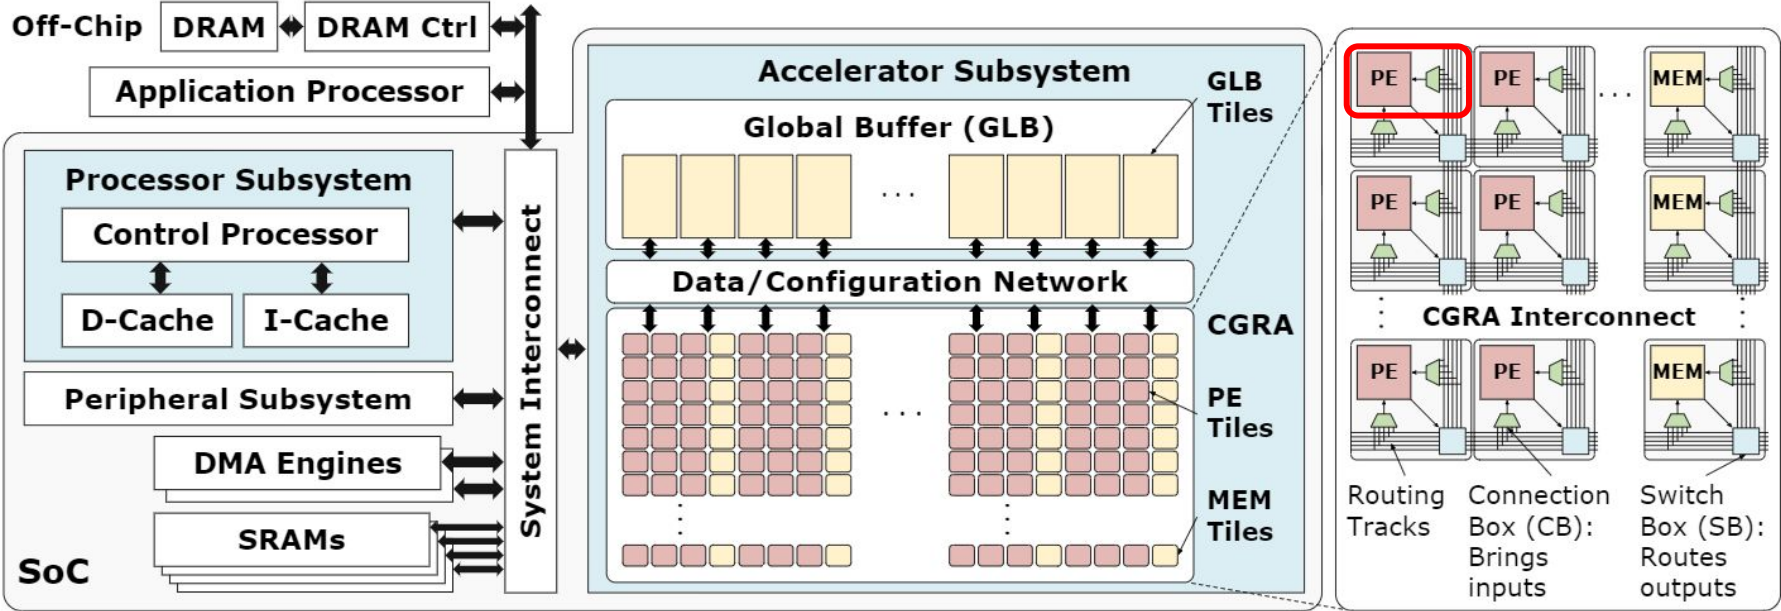 Off-Chip
DRAM
DRAM Ctrl
Application Processor
Processor Subsystem
Control Processor
D-Cache
I-Cache
Peripheral Subsystem
DMA Engines
SRAMs
SoC
System Interconnect
Accelerator Subsystem
Global Buffer (GLB)
...
GLB
Tiles
Data/Configuration Network
CGRA
...
PE
Tiles
MEM
Tiles
PE
PE
...
MEM
PE
PE
MEM
CGRA Interconnect
PE
PE
MEM
Routing
Tracks
Connection
Box (CB):
Brings
inputs
Switch
Box (SB):
Routes
outputs